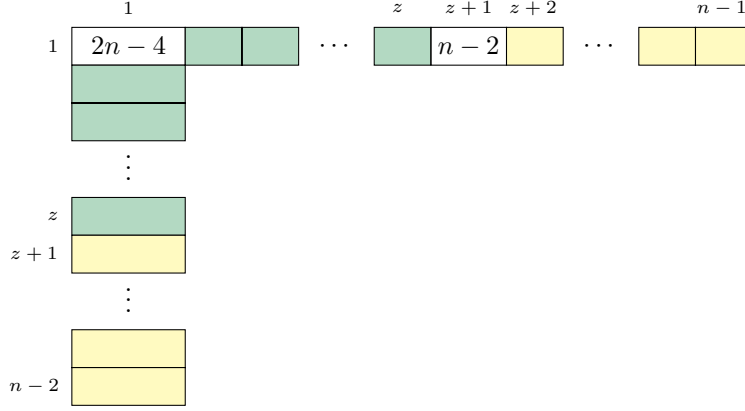 1 z z + 1 z + 2 n − 1
1 2n − 4 ⋯ n − 2 ⋯
⋮
z
z + 1
⋮
n − 2